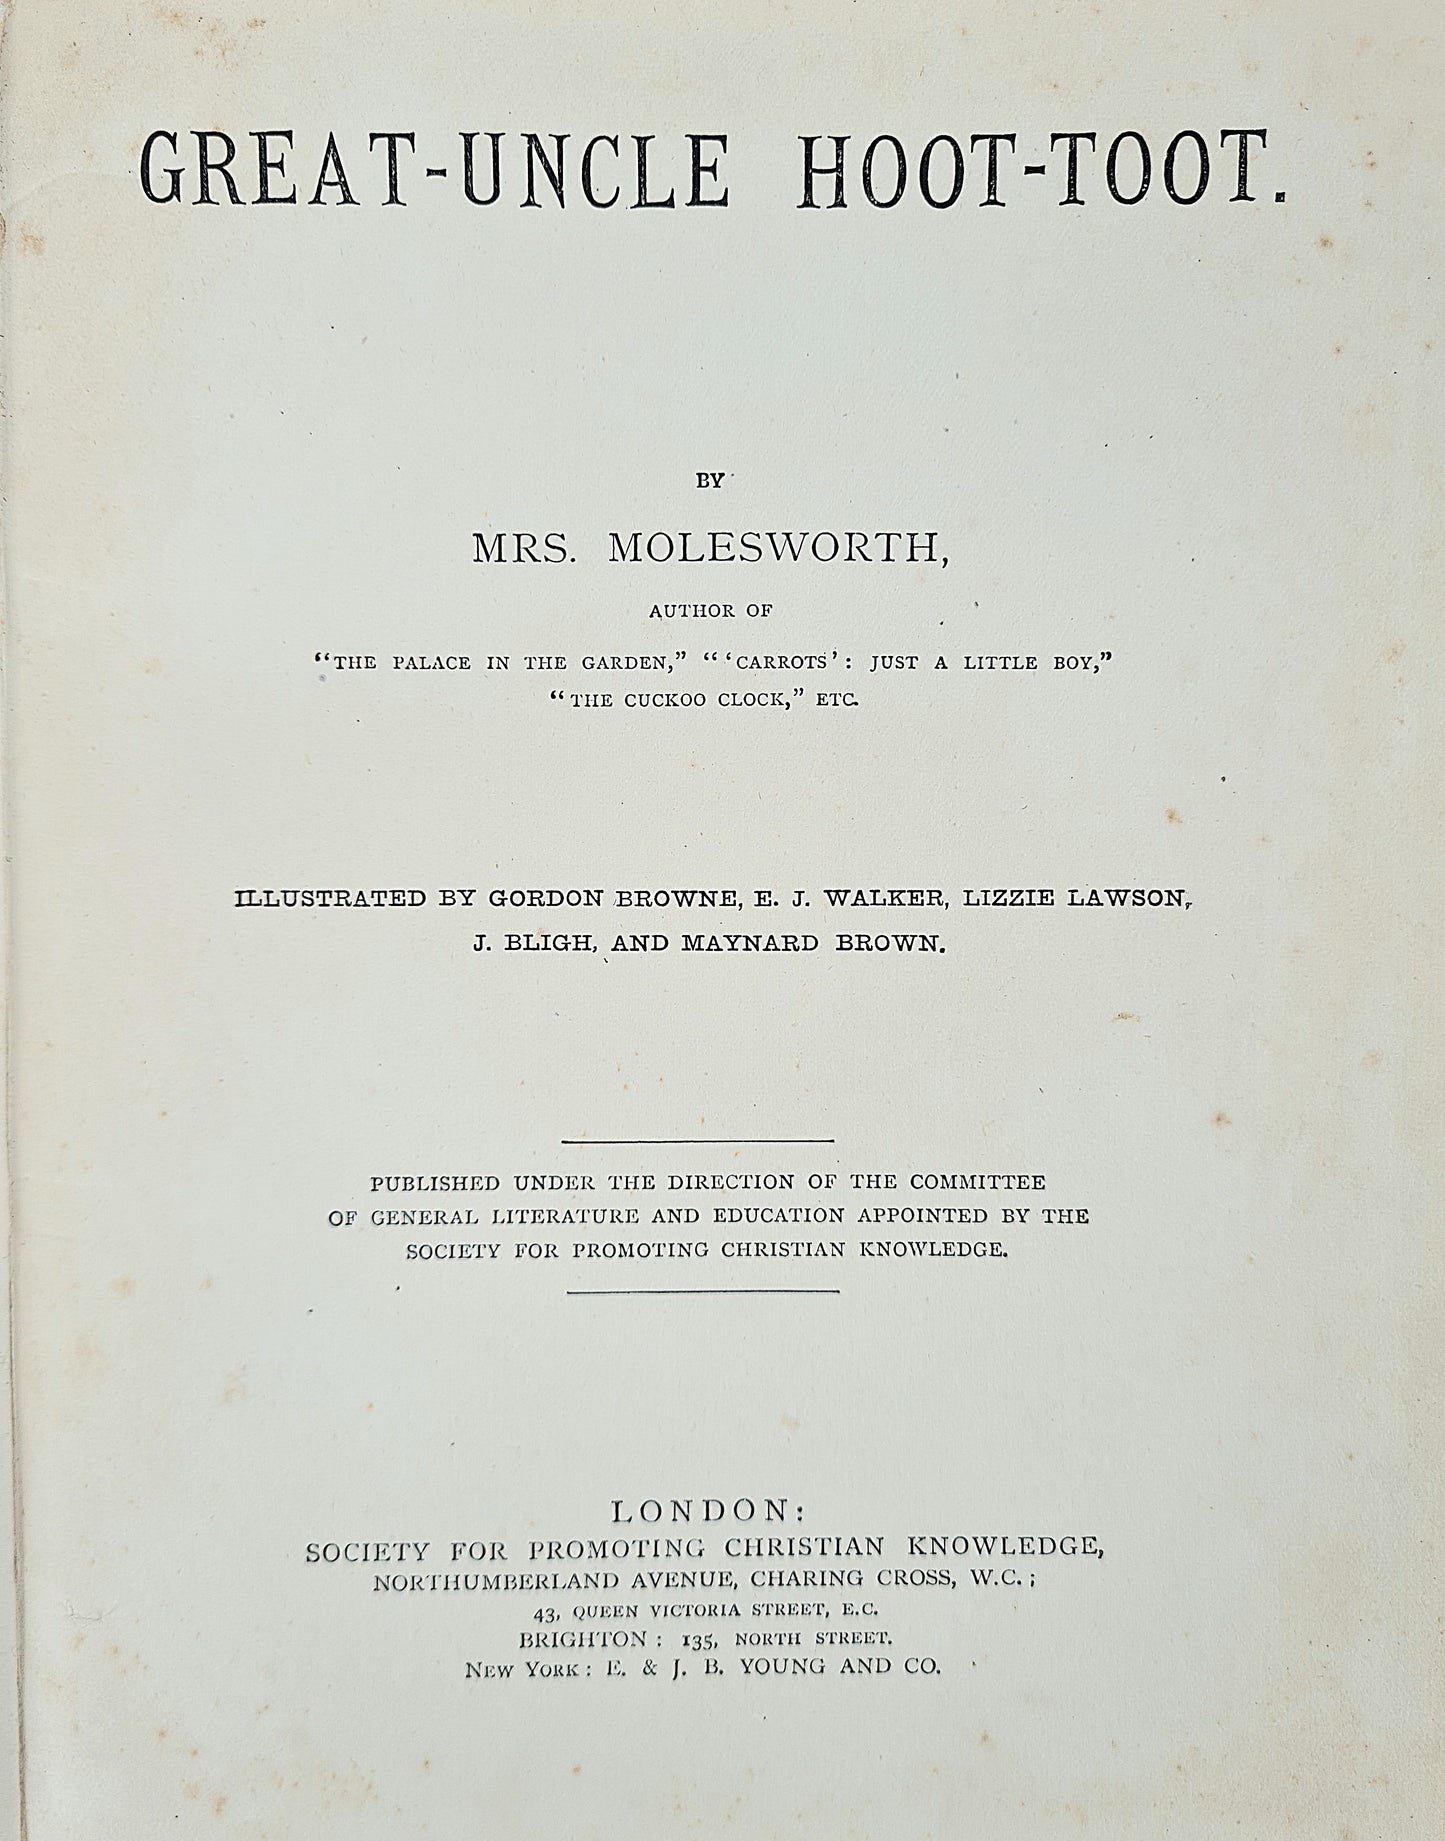 GREAT-UNCLE HOOT-TOOT.
BY
MRS. MOLESWORTH,
AUTHOR OF
“THE PALACE IN THE GARDEN,” “‘CARROTS’: JUST A LITTLE BOY,”
“THE CUCKOO CLOCK,” ETC.
ILLUSTRATED BY GORDON BROWNE, E. J. WALKER, LIZZIE LAWSON,
J. BLIGH, AND MAYNARD BROWN.
PUBLISHED UNDER THE DIRECTION OF THE COMMITTEE
OF GENERAL LITERATURE AND EDUCATION APPOINTED BY THE
SOCIETY FOR PROMOTING CHRISTIAN KNOWLEDGE.
LONDON:
SOCIETY FOR PROMOTING CHRISTIAN KNOWLEDGE,
NORTHUMBERLAND AVENUE, CHARING CROSS, W.C.;
43, QUEEN VICTORIA STREET, E.C.
BRIGHTON: 135, NORTH STREET.
NEW YORK: E. & J. B. YOUNG AND CO.